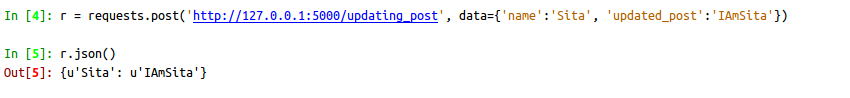 In [4]: r = requests.post('http://127.0.0.1:5000/updating_post', data={'name':'Sita', 'updated_post':'IAmSita'})
In [5]: r.json()
Out[5]: {u'Sita': u'IAmSita'}